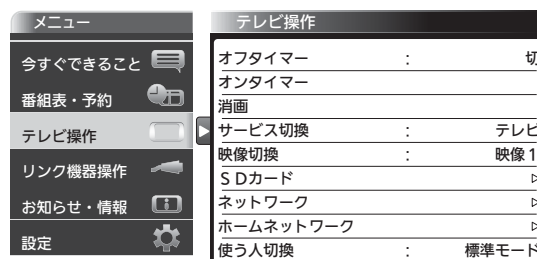 メニュー
今すぐできること
番組表・予約
テレビ操作
リンク機器操作
お知らせ・情報
設定
テレビ操作
オフタイマー : 切
オンタイマー
消画
サービス切換 : テレビ
映像切換 : 映像1
SDカード
ネットワーク
ホームネットワーク
使う人切換 : 標準モード